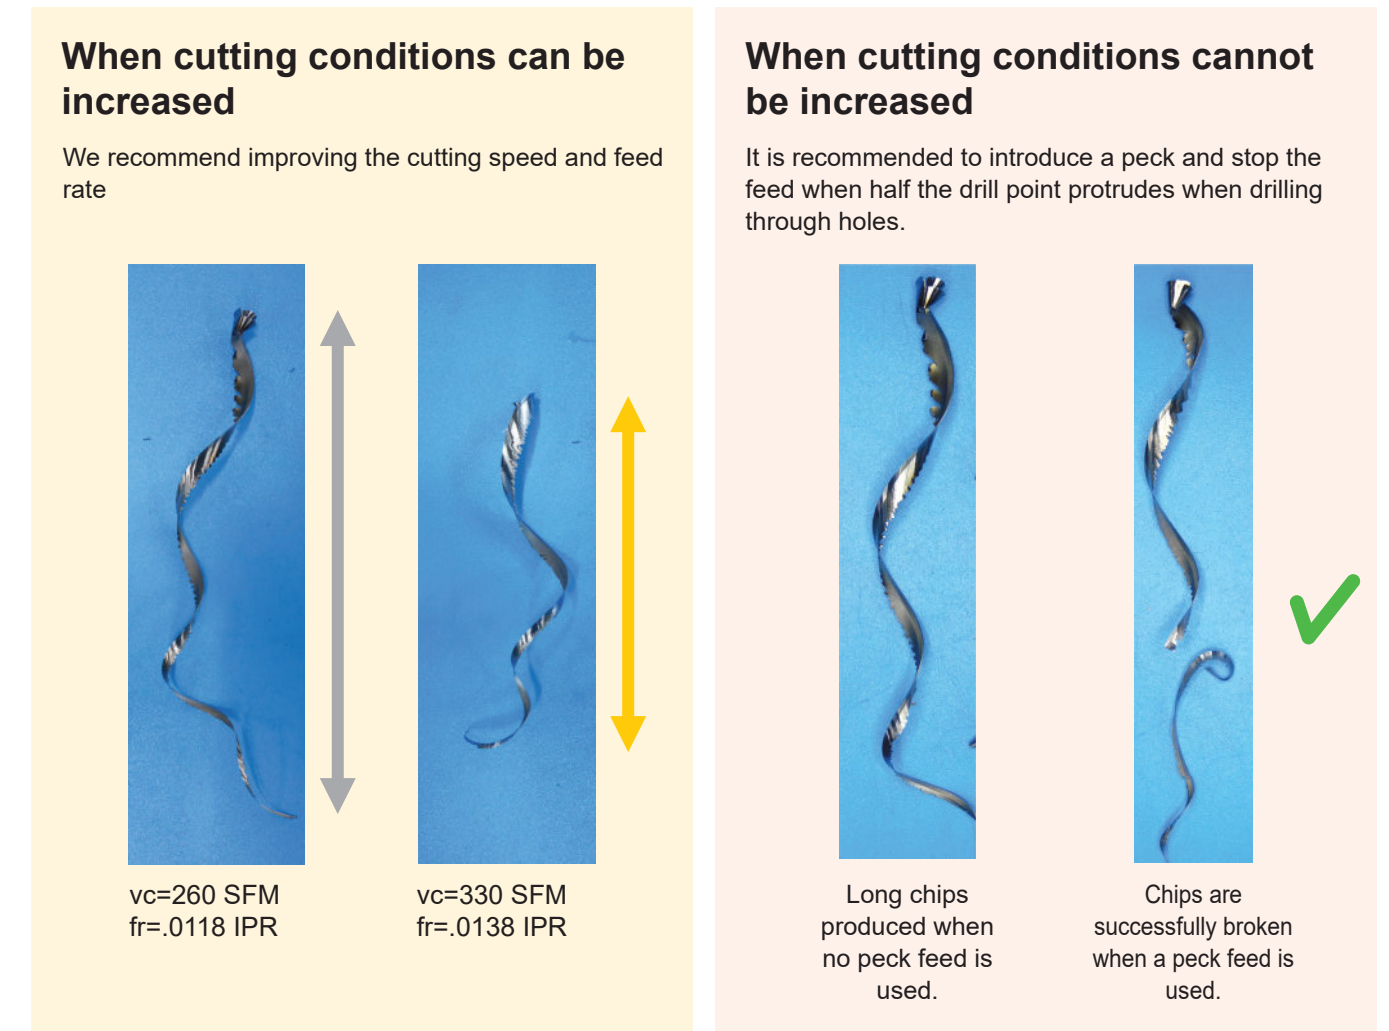 When cutting conditions can be
increased
We recommend improving the cutting speed and feed
rate
vc=260 SFM
fr=.0118 IPR
vc=330 SFM
fr=.0138 IPR
When cutting conditions cannot
be increased
It is recommended to introduce a peck and stop the
feed when half the drill point protrudes when drilling
through holes.
Long chips
produced when
no peck feed is
used.
Chips are
successfully broken
when a peck feed is
used.